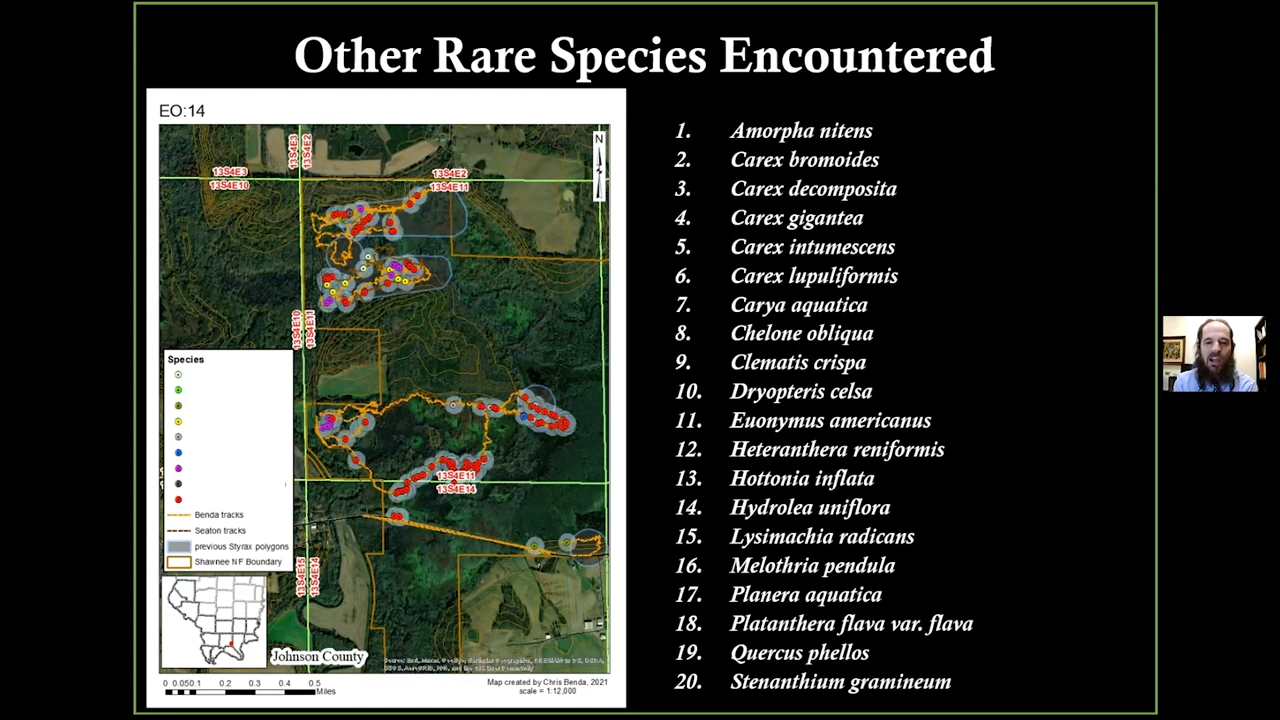 Other Rare Species Encountered
EO:14
N
13S4E3
13S4E2
13S4E3
13S4E10
13S4E2
13S4E11
13S4E10
13S4E11
Species
Benda tracks
Seaton tracks
previous Styrax polygons
Shawnee NF Boundary
13S4E11
13S4E14
13S4E15
13S4E14
Johnson County
0 0.050.1 0.2 0.3 0.4 0.5
Miles
Map created by Chris Benda, 2021
scale = 1:12,000
1. Amorpha nitens
2. Carex bromoides
3. Carex decomposita
4. Carex gigantea
5. Carex intumescens
6. Carex lupuliformis
7. Carya aquatica
8. Chelone obliqua
9. Clematis crispa
10. Dryopteris celsa
11. Euonymus americanus
12. Heteranthera reniformis
13. Hottonia inflata
14. Hydrolea uniflora
15. Lysimachia radicans
16. Melothria pendula
17. Planera aquatica
18. Platanthera flava var. flava
19. Quercus phellos
20. Stenanthium gramineum